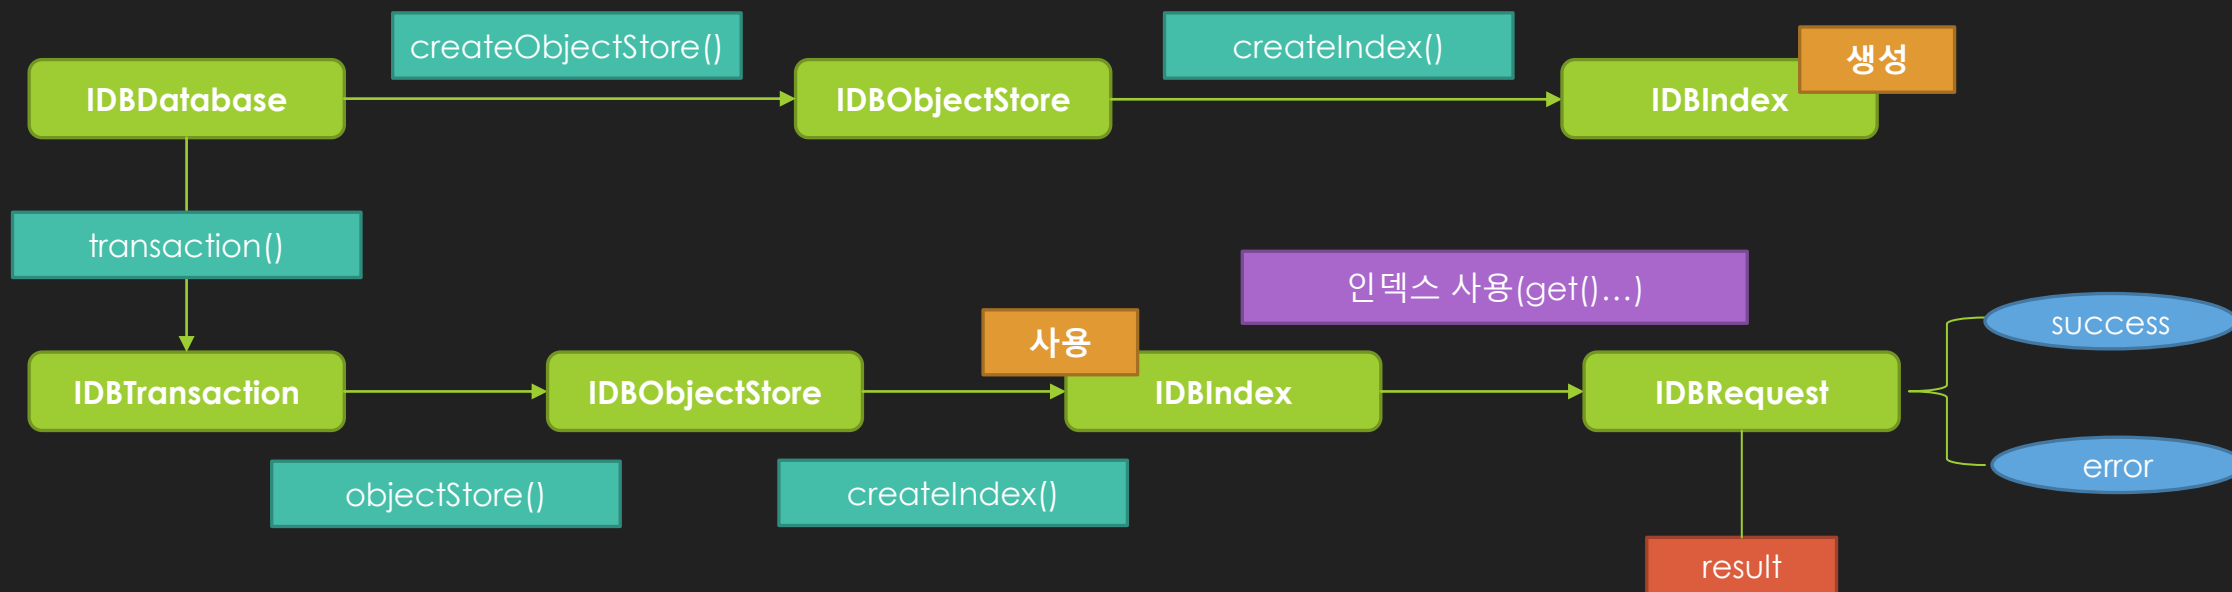 createObjectStore()
createIndex()
생성
IDBDatabase
IDBObjectStore
IDBIndex
transaction()
인덱스 사용(get()...)
사용
success
IDBTransaction
IDBObjectStore
IDBIndex
IDBRequest
error
objectStore()
createIndex()
result